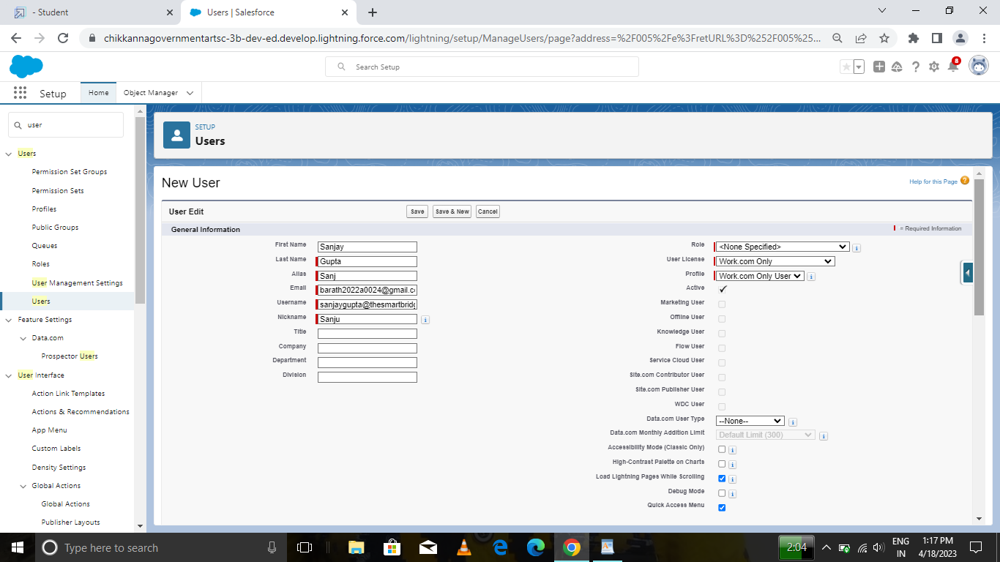 - Student
Users | Salesforce
chikkannagovernmentartsc-3b-dev-ed.develop.lightning.force.com/lightning/setup/ManageUsers/page?address=%2F005%2Fe%3FretURL%3D%252F005%25...
Search Setup
8
Setup
Home
Object Manager
user
Users
Permission Set Groups
Permission Sets
Profiles
Public Groups
Queues
Roles
User Management Settings
Users
Feature Settings
Data.com
Prospector Users
User Interface
Action Link Templates
Actions & Recommendations
App Menu
Custom Labels
Density Settings
Global Actions
Global Actions
Publisher Layouts
SETUP
Users
New User
Help for this Page ?
User Edit
Save
Save & New
Cancel
General Information
= Required Information
First Name Sanjay
Last Name Gupta
Alias Sanj
Email barath2022a0024@gmail.c
Username sanjaygupta@thesmartbridg
Nickname Sanju
Title
Company
Department
Division
Role <None Specified>
User License Work.com Only
Profile Work.com Only User
Active
Marketing User
Offline User
Knowledge User
Flow User
Service Cloud User
Site.com Contributor User
Site.com Publisher User
WDC User
Data.com User Type --None--
Data.com Monthly Addition Limit Default Limit (300)
Accessibility Mode (Classic Only)
High-Contrast Palette on Charts
Load Lightning Pages While Scrolling
Debug Mode
Quick Access Menu
Type here to search
2:04
ENG
IN
1:17 PM
4/18/2023